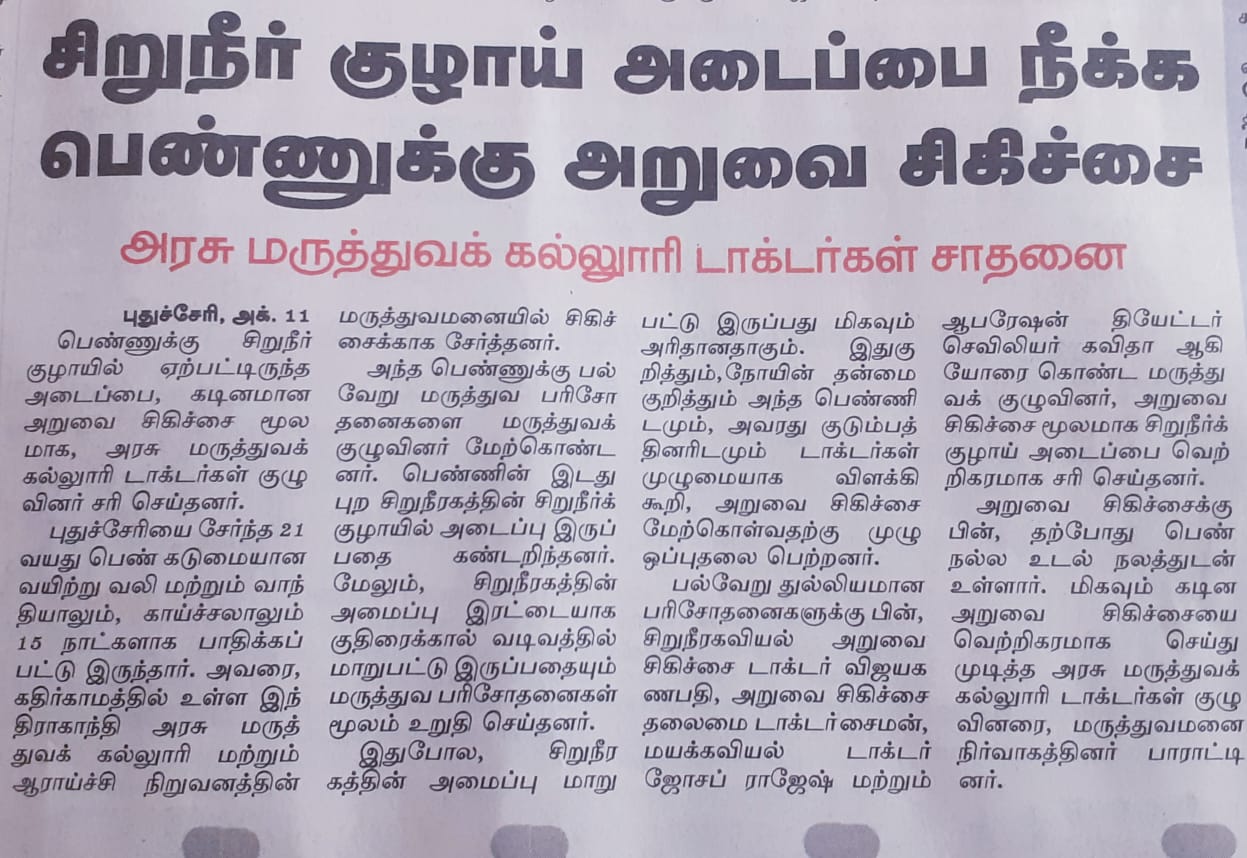 சிறுநீர் குழாய் அடைப்பை நீக்க
பெண்ணுக்கு அறுவை சிகிச்சை
அரசு மருத்துவக் கல்லூரி டாக்டர்கள் சாதனை
புதுச்சேரி, அக். 11
பெண்ணுக்கு சிறுநீர்
குழாயில் ஏற்பட்டிருந்த
அடைப்பை, கடினமான
அறுவை சிகிச்சை மூல
மாக, அரசு மருத்துவக்
கல்லூரி டாக்டர்கள் குழு
வினர் சரி செய்தனர்.
புதுச்சேரியை சேர்ந்த 21
வயது பெண் கடுமையான
வயிற்று வலி மற்றும் வாந்
தியாலும், காய்ச்சலாலும்
15 நாட்களாக பாதிக்கப்
பட்டு இருந்தார். அவரை,
கதிர்காமத்தில் உள்ள இந்
திராகாந்தி அரசு மருத்
துவக் கல்லூரி மற்றும்
ஆராய்ச்சி நிறுவனத்தின்
மருத்துவமனையில் சிகிச்
சைக்காக சேர்த்தனர்.
அந்த பெண்ணுக்கு பல்
வேறு மருத்துவ பரிசோ
தனைகளை மருத்துவக்
குழுவினர் மேற்கொண்ட
னர். பெண்ணின் இடது
புற சிறுநீரகத்தின் சிறுநீர்க்
குழாயில் அடைப்பு இருப்
பதை கண்டறிந்தனர்.
மேலும், சிறுநீரகத்தின்
அமைப்பு இரட்டையாக
குதிரைக்கால் வடிவத்தில்
மாறுபட்டு இருப்பதையும்
மருத்துவ பரிசோதனைகள்
மூலம் உறுதி செய்தனர்.
இதுபோல, சிறுநீர
கத்தின் அமைப்பு மாறு
பட்டு இருப்பது மிகவும்
அரிதானதாகும். இதுகு
றித்தும்,நோயின் தன்மை
குறித்தும் அந்த பெண்ணி
டமும், அவரது குடும்பத்
தினரிடமும் டாக்டர்கள்
முழுமையாக விளக்கி
கூறி, அறுவை சிகிச்சை
மேற்கொள்வதற்கு முழு
ஒப்புதலை பெற்றனர்.
பல்வேறு துல்லியமான
பரிசோதனைகளுக்கு பின்,
சிறுநீரகவியல் அறுவை
சிகிச்சை டாக்டர் விஜயக
ணபதி, அறுவை சிகிச்சை
தலைமை டாக்டர்சைமன்,
மயக்கவியல் டாக்டர்
ஜோசப் ராஜேஷ் மற்றும்
ஆபரேஷன் தியேட்டர்
செவிலியர் கவிதா ஆகி
யோரை கொண்ட மருத்து
வக் குழுவினர், அறுவை
சிகிச்சை மூலமாக சிறுநீர்க்
குழாய் அடைப்பை வெற்
றிகரமாக சரி செய்தனர்.
அறுவை சிகிச்சைக்கு
பின், தற்போது பெண்
நல்ல உடல் நலத்துடன்
உள்ளார். மிகவும் கடின
அறுவை சிகிச்சையை
வெற்றிகரமாக செய்து
முடித்த அரசு மருத்துவக்
கல்லூரி டாக்டர்கள் குழு
வினரை, மருத்துவமனை
நிர்வாகத்தினர் பாராட்டி
னர்.